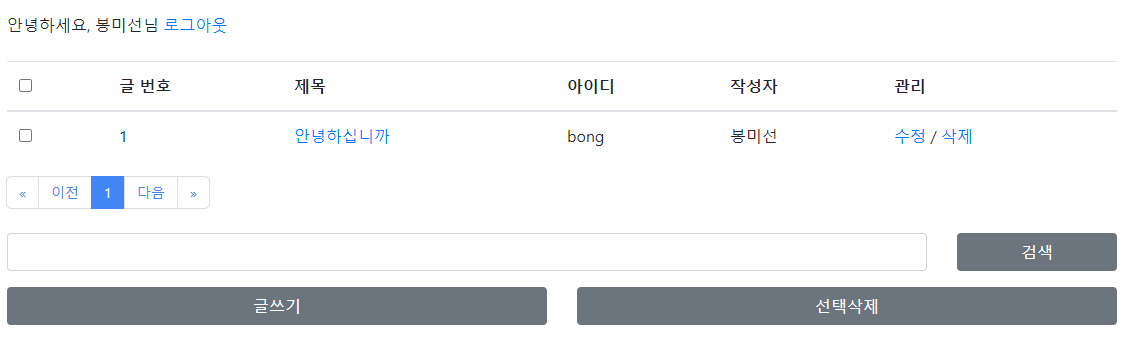 안녕하세요, 봉미선님 로그아웃
글 번호 제목 아이디 작성자 관리
1 안녕하십니까 bong 봉미선 수정 / 삭제
« 이전 1 다음 »
검색
글쓰기 선택삭제